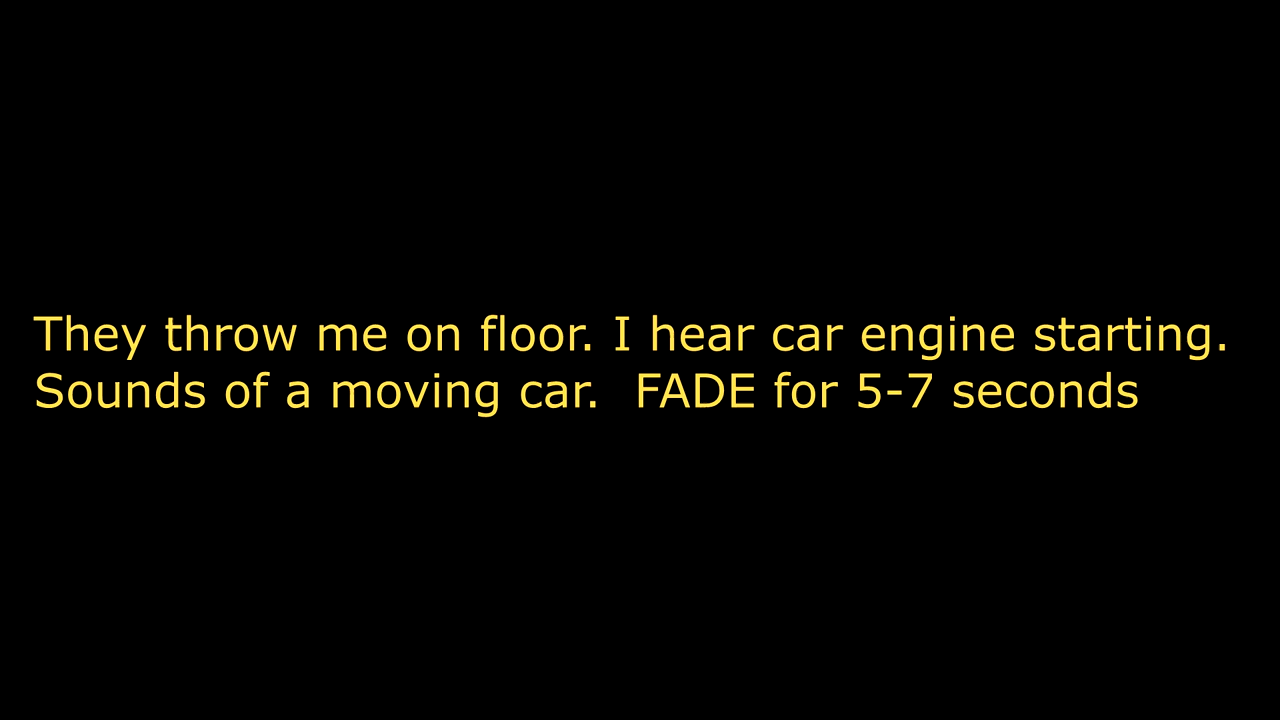 They throw me on floor. I hear car engine starting.
Sounds of a moving car.  FADE for 5-7 seconds